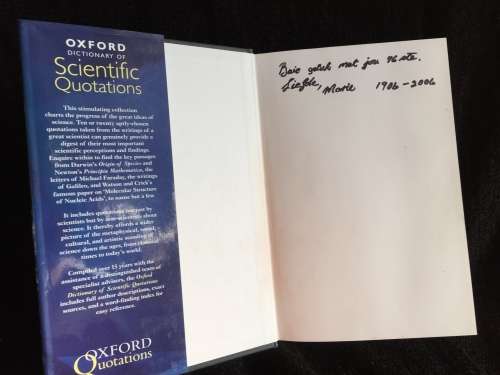 OXFORD
DICTIONARY OF
Scientific
Quotations
This stimulating collection
charts the progress of the great ideas of
science. Ten or twenty aptly-chosen
quotations taken from the writings of a
great scientist can genuinely provide a
digest of their most important
scientific perceptions and findings.
Enquire within to find the key passages
from Darwin's Origin of Species and
Newton's Principia Mathematica, the
letters of Michael Faraday, the writings
of Galileo, and Watson and Crick's
famous paper on 'Molecular Structure
of Nucleic Acids', to name but a few.
It includes quotations not just by
scientists but by non-scientists about
science. It thereby affords a wider
picture of the metaphysical, social,
cultural, and artistic standing of
science down the ages, from classical
times to today's world.
Compiled over 15 years with the
assistance of a distinguished team of
specialist advisors, the Oxford
Dictionary of Scientific Quotations
includes full author descriptions, exact
sources, and a word-finding index for
easy reference.
OXFORD
Quotations
Baie geluk met jou 96ste.
Liefde, Marie 1906-2006